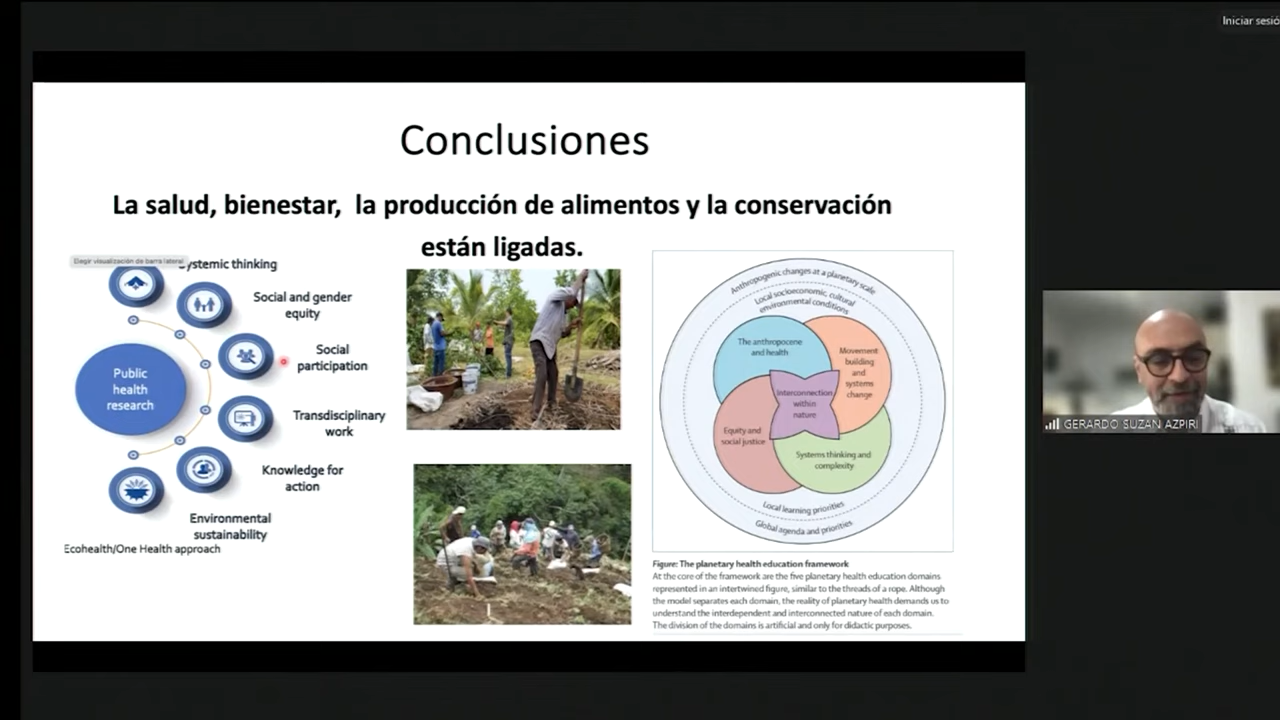 Iniciar sesió
Conclusiones
La salud, bienestar, la producción de alimentos y la conservación
están ligadas.
Elegir visualización de barra lateral
ystemic thinking
Social and gender
equity
Social
participation
Public
health
research
Transdisciplinary
work
Knowledge for
action
Environmental
sustainability
Ecohealth/One Health approach
Anthropogenic changes at a planetary scale
Local socioeconomic, cultural
environmental conditions
The anthropocene
and health
Movement
building
and
systems
change
Interconnection
within
nature
Equity and
social justice
Systems thinking and
complexity
Local learning priorities
Global agenda and priorities
Figure: The planetary health education framework
At the core of the framework are the five planetary health education domains
represented in an intertwined figure, similar to the threads of a rope. Although
the model separates each domain, the reality of planetary health demands us to
understand the interdependent and interconnected nature of each domain.
The division of the domains is artificial and only for didactic purposes.
GERARDO SUZAN AZPIRI